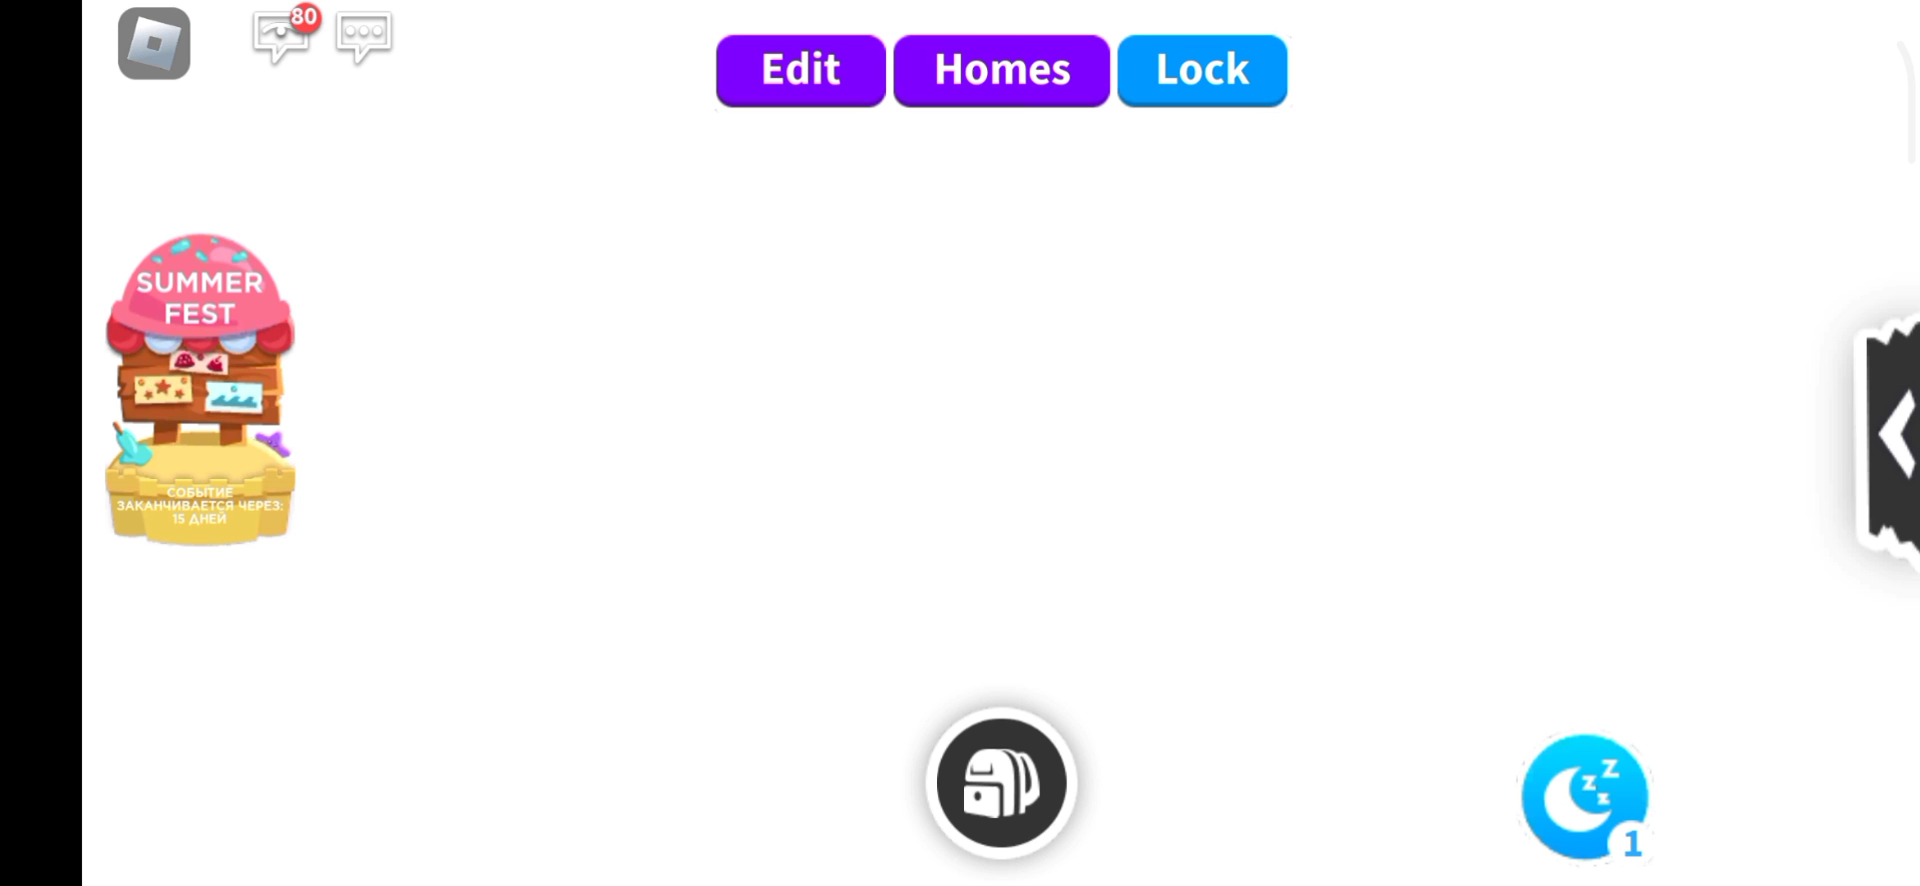 80
Edit
Homes
Lock
SUMMER
FEST
СОБЫТИЕ
ЗАКАНЧИВАЕТСЯ ЧЕРЕЗ:
15 ДНЕЙ
z z z
1